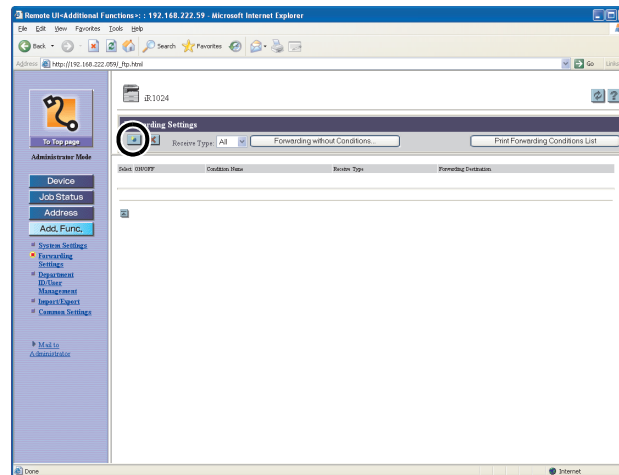 Remote UI<Additional Functions>: : 192.168.222.59 - Microsoft Internet Explorer
File Edit View Favorites Tools Help
Back Search Favorites
Address http://192.168.222.059/_ftp.html Go Links
iR1024
To Top page
Administrator Mode
Device
Job Status
Address
Add. Func.
System Settings
Forwarding
Settings
Department
ID/User
Management
Import/Export
Common Settings
Mail to
Administrator
arding Settings
Receive Type: All Forwarding without Conditions... Print Forwarding Conditions List
Select ON/OFF Condition Name Receive Type Forwarding Destination
Done Internet